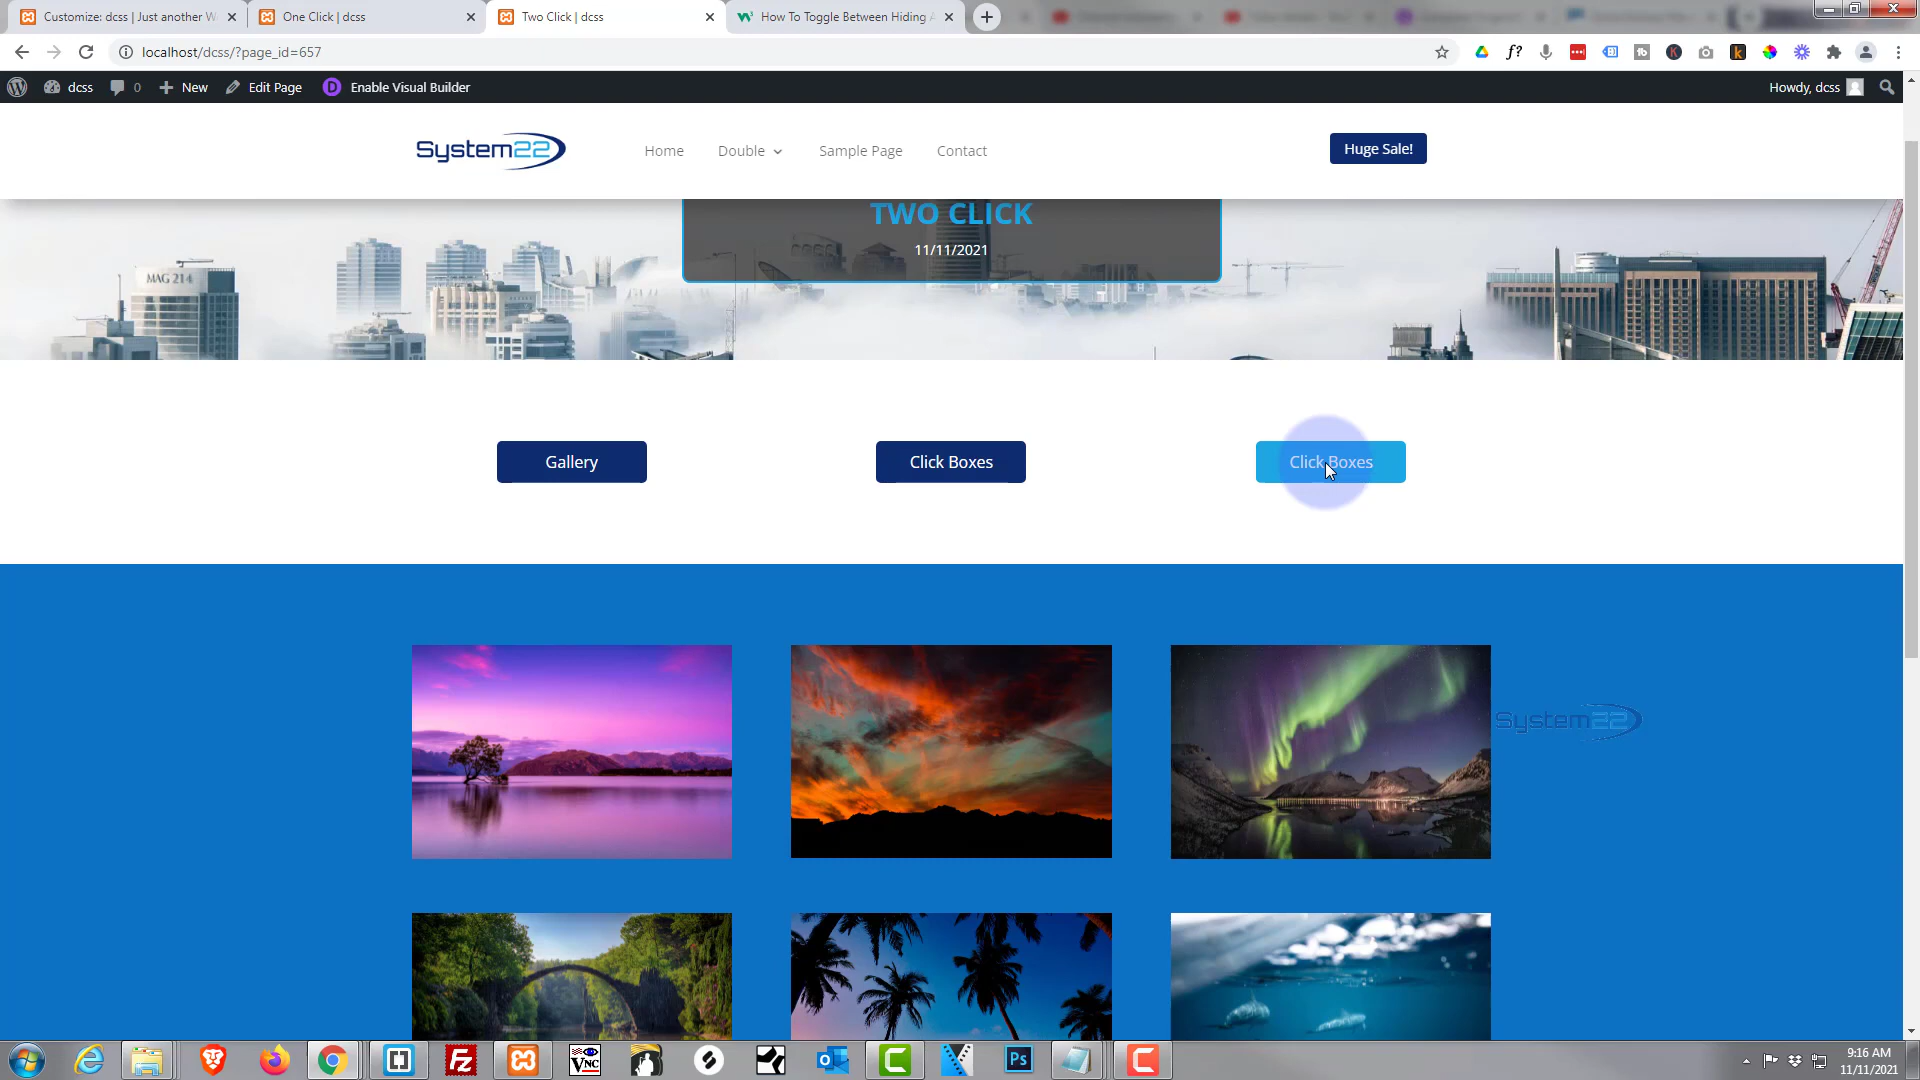 Customize: dcss | Just another W
One Click | dcss
Two Click | dcss
How To Toggle Between Hiding A
localhost/dcss/?page_id=657
dcss
0
New
Edit Page
Enable Visual Builder
Howdy, dcss
System22
Home
Double
Sample Page
Contact
Huge Sale!
TWO CLICK
11/11/2021
MAG 214
Gallery
Click Boxes
Click Boxes
System22
9:16 AM
11/11/2021